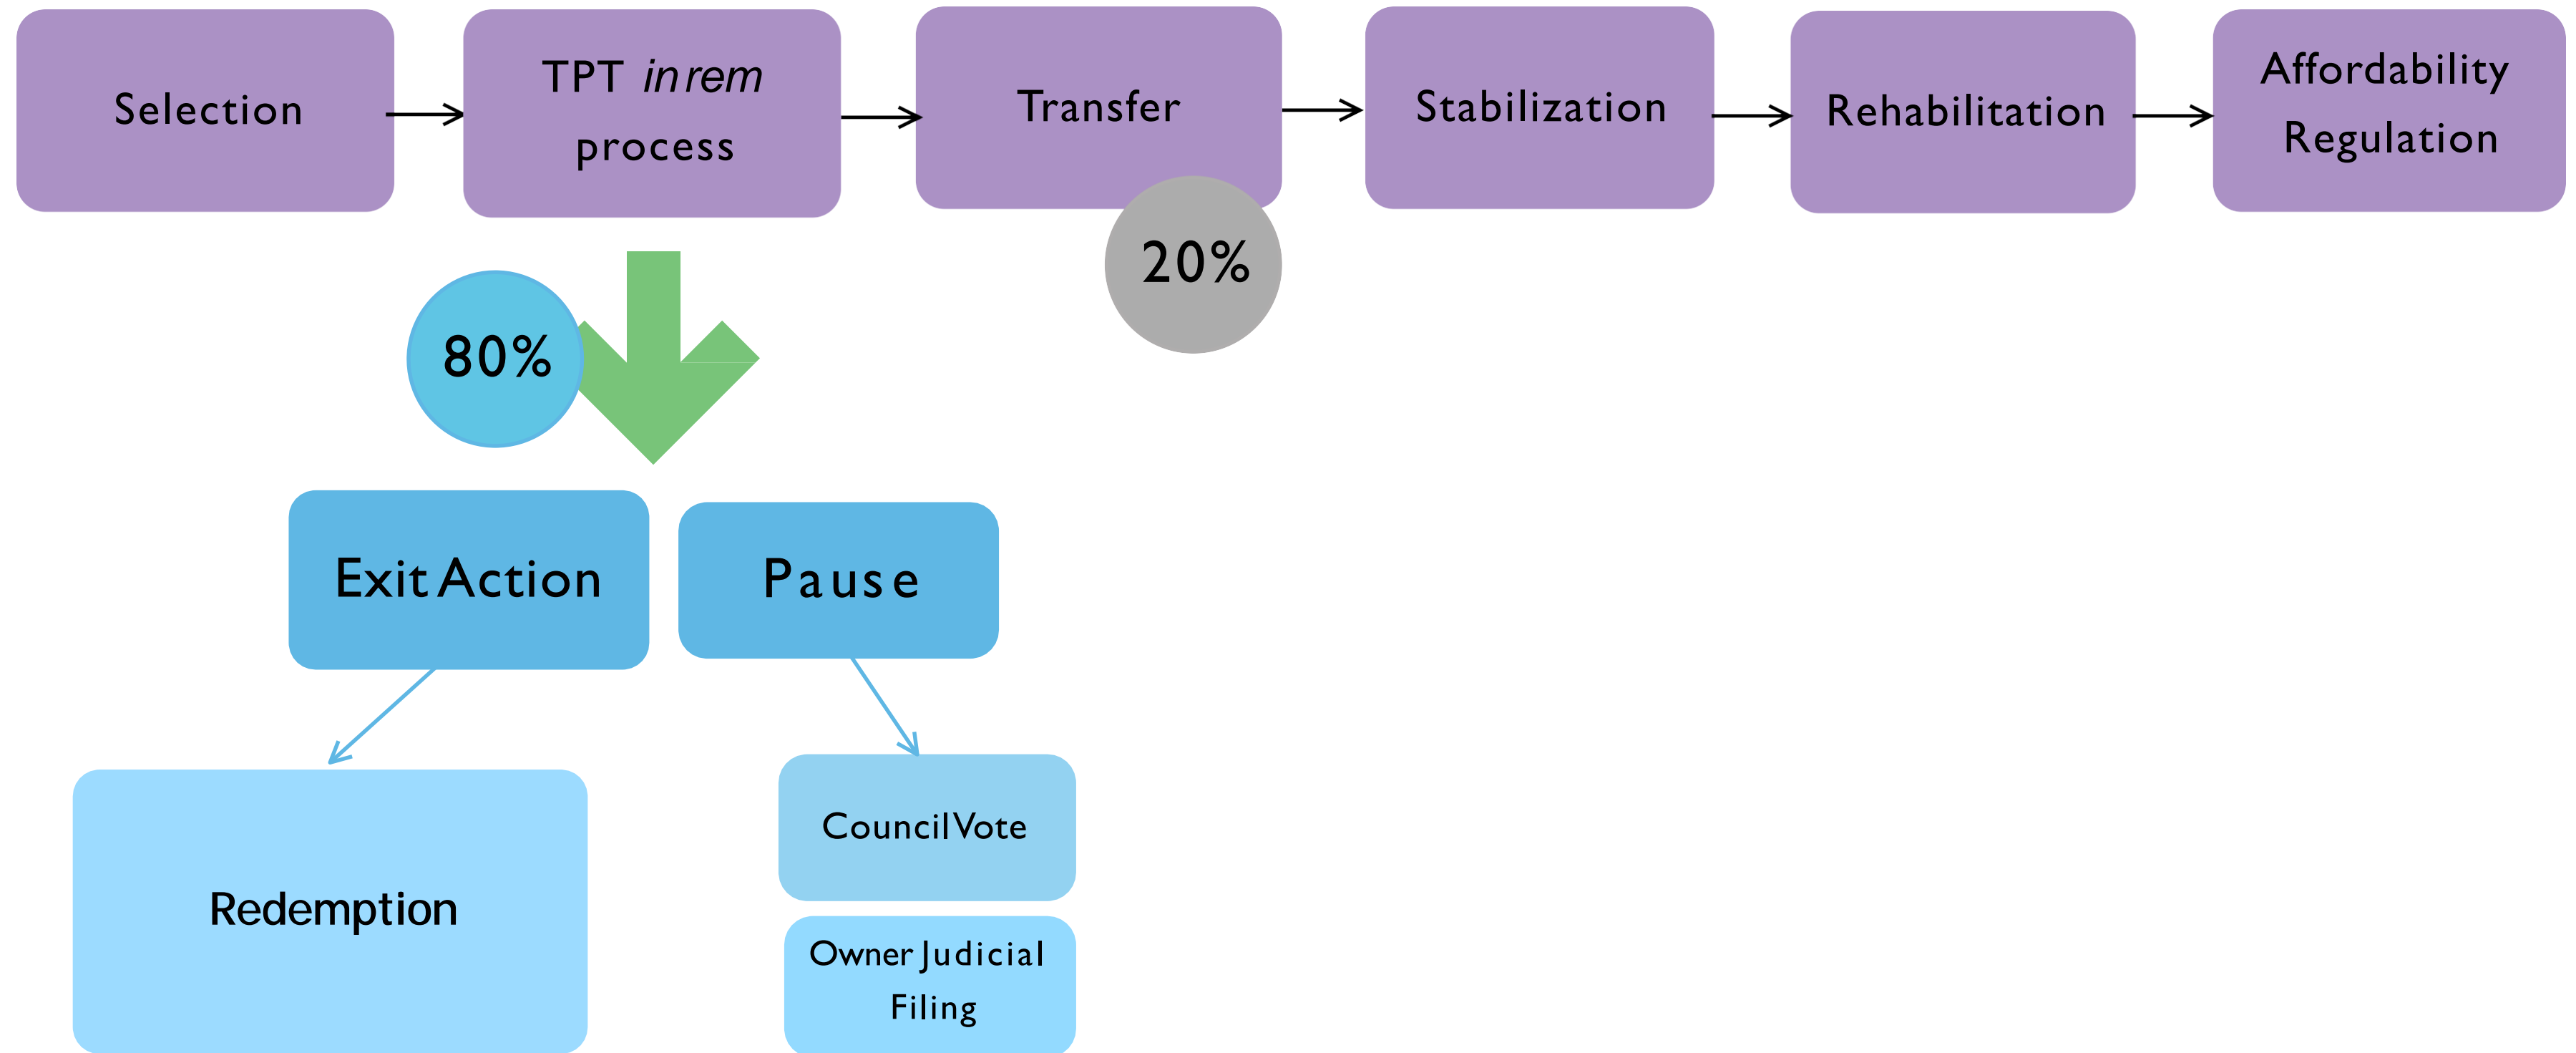 Selection
TPT in rem
process
Transfer
Stabilization
Rehabilitation
Affordability
Regulation
20%
80%
Exit Action
Pause
Redemption
Council Vote
Owner Judicial
Filing